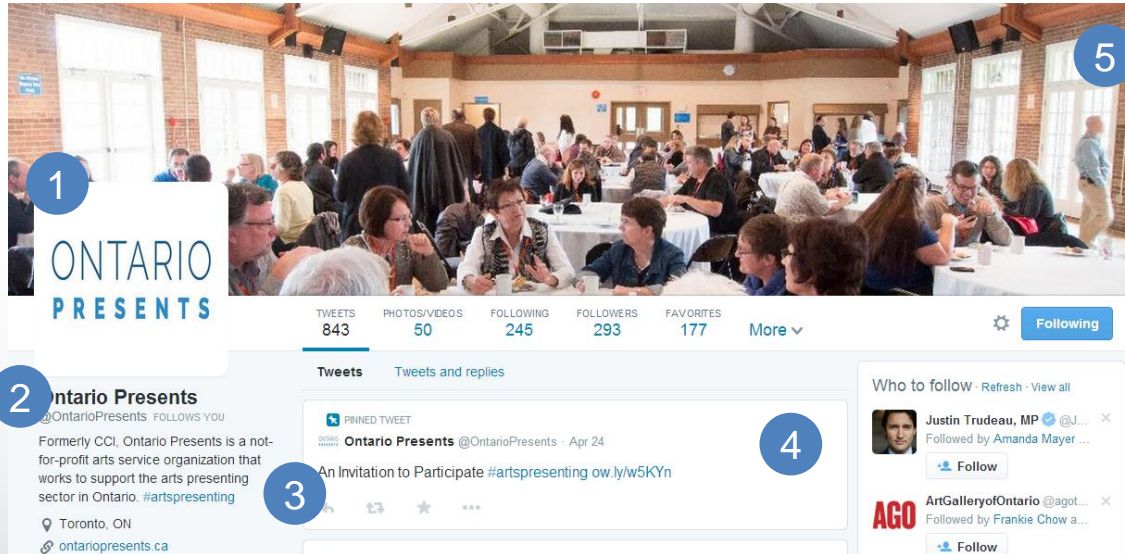 5
1
ONTARIO
PRESENTS
TWEETS
843
PHOTOS/VIDEOS
50
FOLLOWING
245
FOLLOWERS
293
FAVORITES
177
More
Following
2
Ontario Presents
@OntarioPresents FOLLOWS YOU
Formerly CCI, Ontario Presents is a not-
for-profit arts service organization that
works to support the arts presenting
sector in Ontario. #artspresenting
Toronto, ON
ontariopresents.ca
Tweets
Tweets and replies
PINNED TWEET
ONTARIO
PRESENTS
Ontario Presents @OntarioPresents · Apr 24
An Invitation to Participate #artspresenting ow.ly/w5KYn
3
4
Who to follow · Refresh · View all
Justin Trudeau, MP @J...
Followed by Amanda Mayer ...
Follow
AGO
ArtGalleryofOntario @agot...
Followed by Frankie Chow a...
Follow